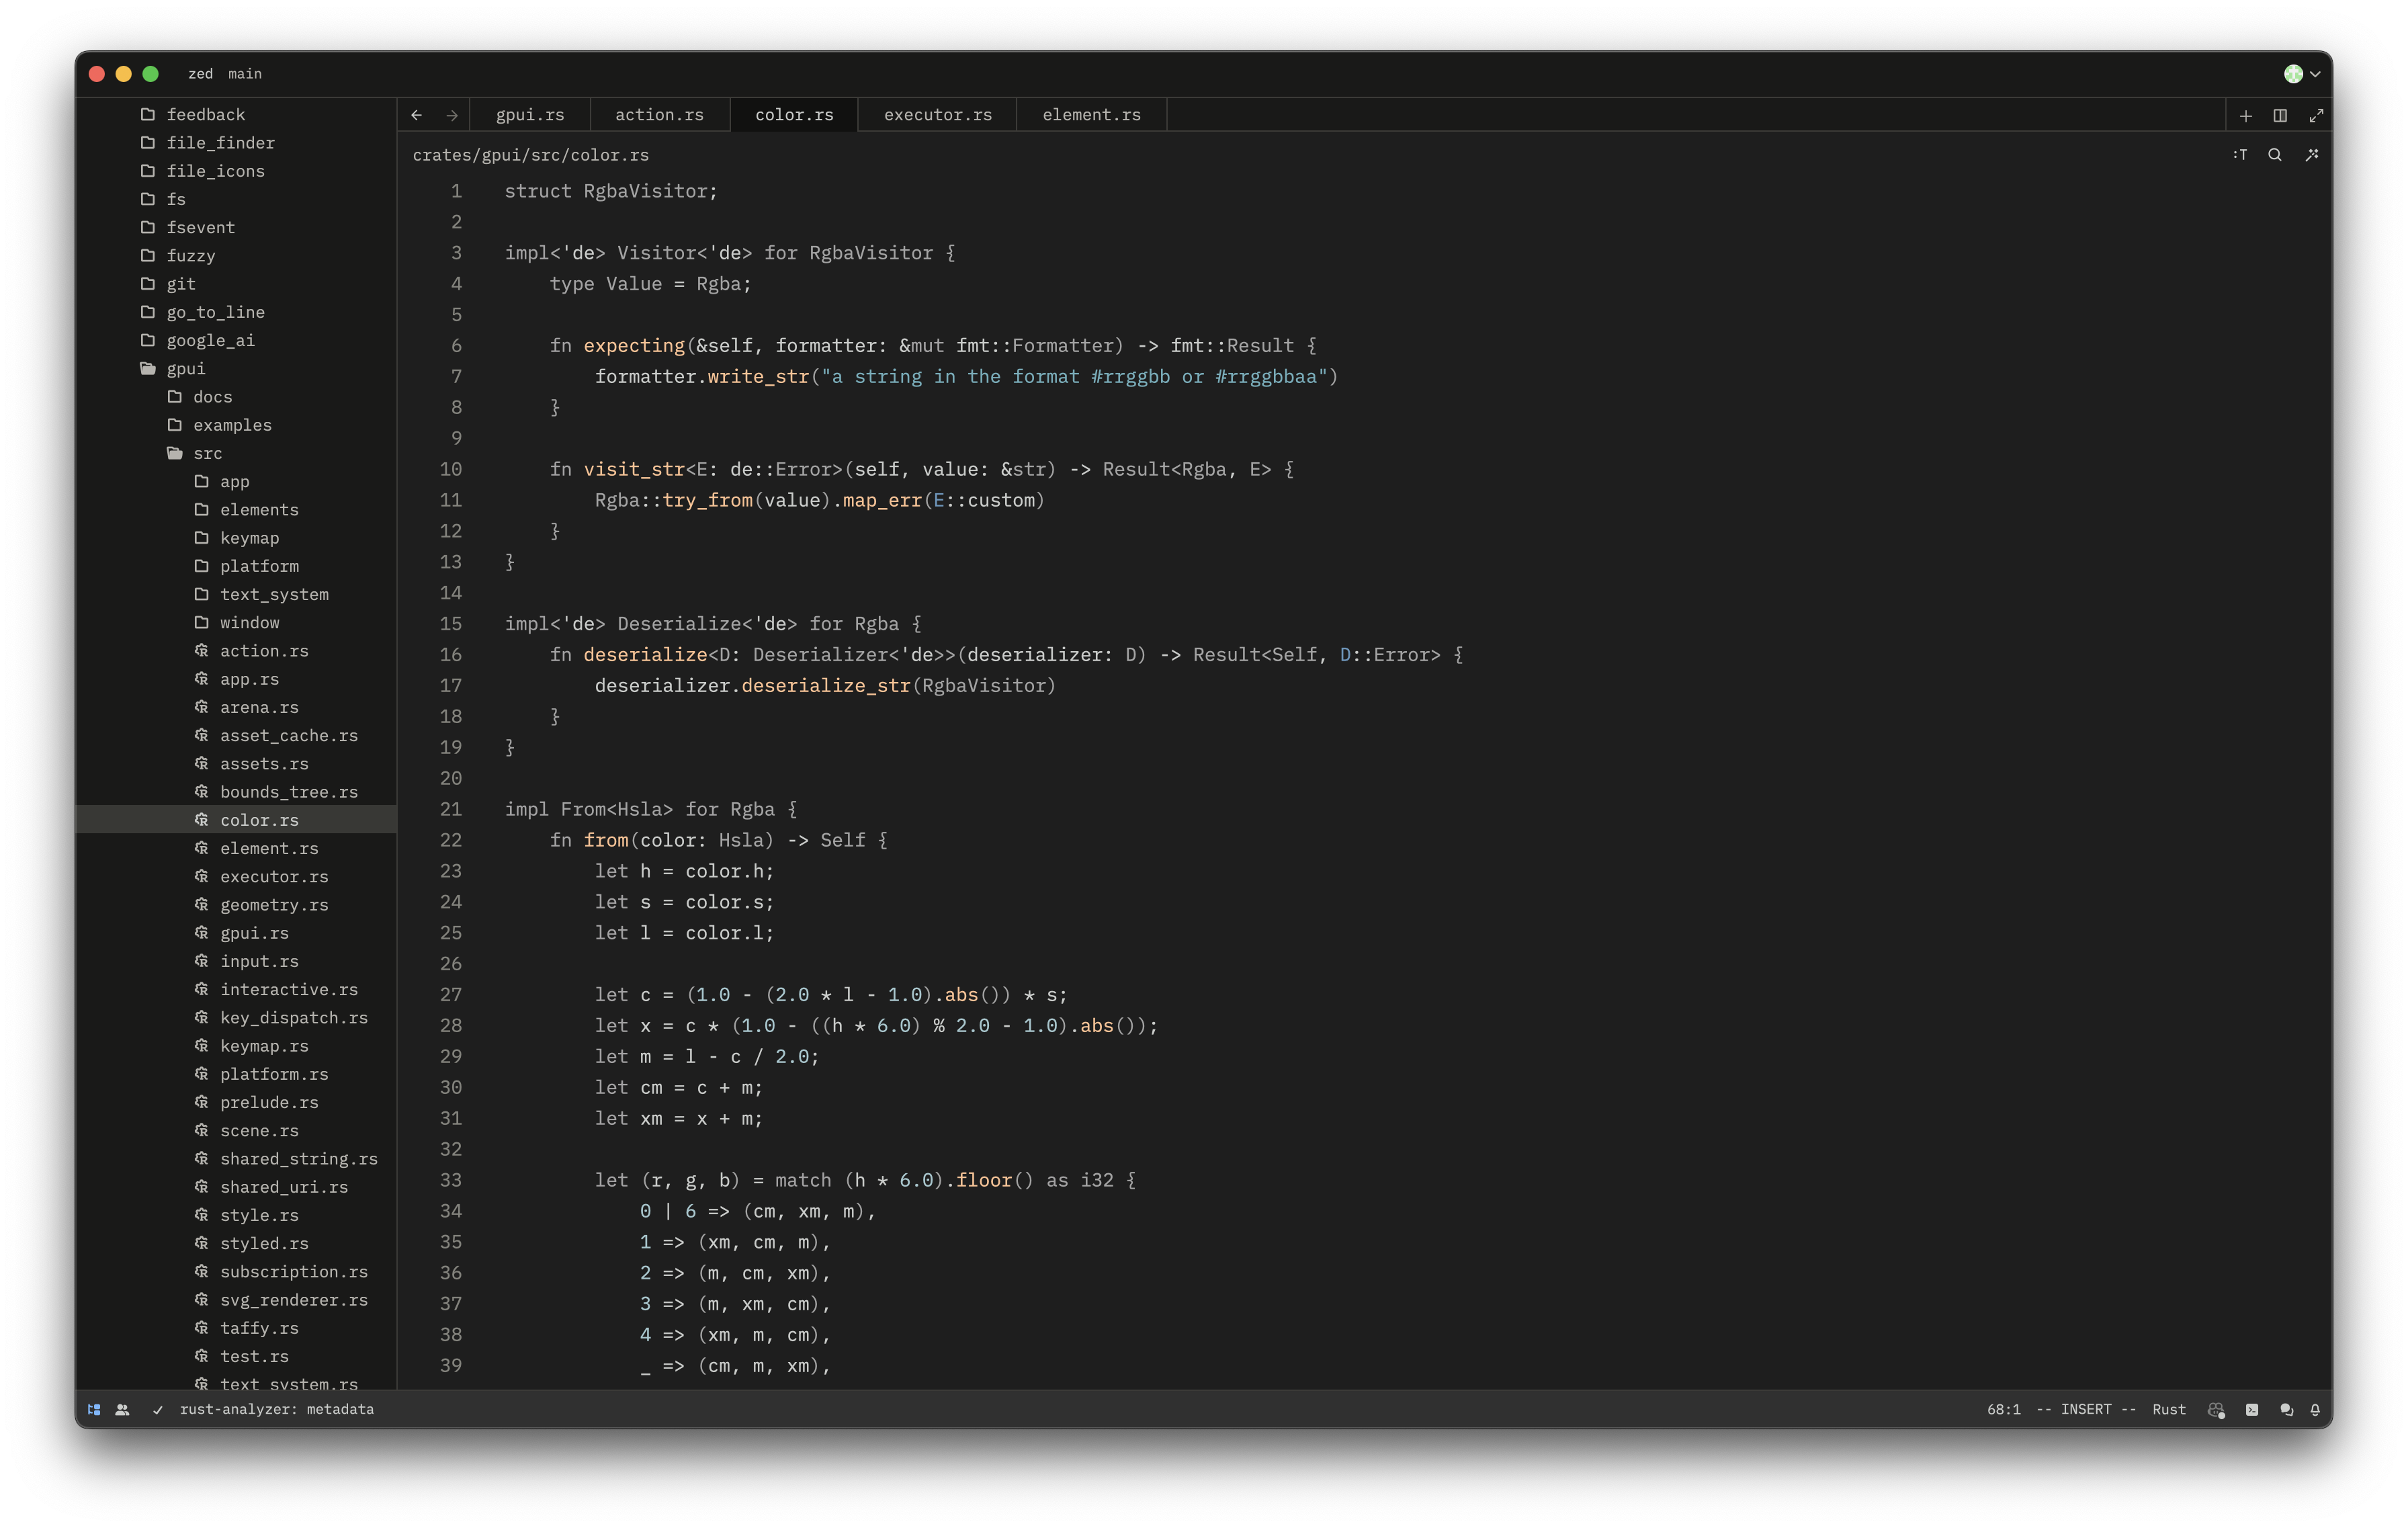 zed main
feedback
file_finder
file_icons
fs
fsevent
fuzzy
git
go_to_line
google_ai
gpui
docs
examples
src
app
elements
keymap
platform
text_system
window
action.rs
app.rs
arena.rs
asset_cache.rs
assets.rs
bounds_tree.rs
color.rs
element.rs
executor.rs
geometry.rs
gpui.rs
input.rs
interactive.rs
key_dispatch.rs
keymap.rs
platform.rs
prelude.rs
scene.rs
shared_string.rs
shared_uri.rs
style.rs
styled.rs
subscription.rs
svg_renderer.rs
taffy.rs
test.rs
text_system.rs
gpui.rs action.rs color.rs executor.rs element.rs
crates/gpui/src/color.rs :T
1 struct RgbaVisitor;
2
3 impl<'de> Visitor<'de> for RgbaVisitor {
4     type Value = Rgba;
5
6     fn expecting(&self, formatter: &mut fmt::Formatter) -> fmt::Result {
7         formatter.write_str("a string in the format #rrggbb or #rrggbbaa")
8     }
9
10     fn visit_str<E: de::Error>(self, value: &str) -> Result<Rgba, E> {
11         Rgba::try_from(value).map_err(E::custom)
12     }
13 }
14
15 impl<'de> Deserialize<'de> for Rgba {
16     fn deserialize<D: Deserializer<'de>>(deserializer: D) -> Result<Self, D::Error> {
17         deserializer.deserialize_str(RgbaVisitor)
18     }
19 }
20
21 impl From<Hsla> for Rgba {
22     fn from(color: Hsla) -> Self {
23         let h = color.h;
24         let s = color.s;
25         let l = color.l;
26
27         let c = (1.0 - (2.0 * l - 1.0).abs()) * s;
28         let x = c * (1.0 - ((h * 6.0) % 2.0 - 1.0).abs());
29         let m = l - c / 2.0;
30         let cm = c + m;
31         let xm = x + m;
32
33         let (r, g, b) = match (h * 6.0).floor() as i32 {
34             0 | 6 => (cm, xm, m),
35             1 => (xm, cm, m),
36             2 => (m, cm, xm),
37             3 => (m, xm, cm),
38             4 => (xm, m, cm),
39             _ => (cm, m, xm),
rust-analyzer: metadata 68:1 -- INSERT -- Rust